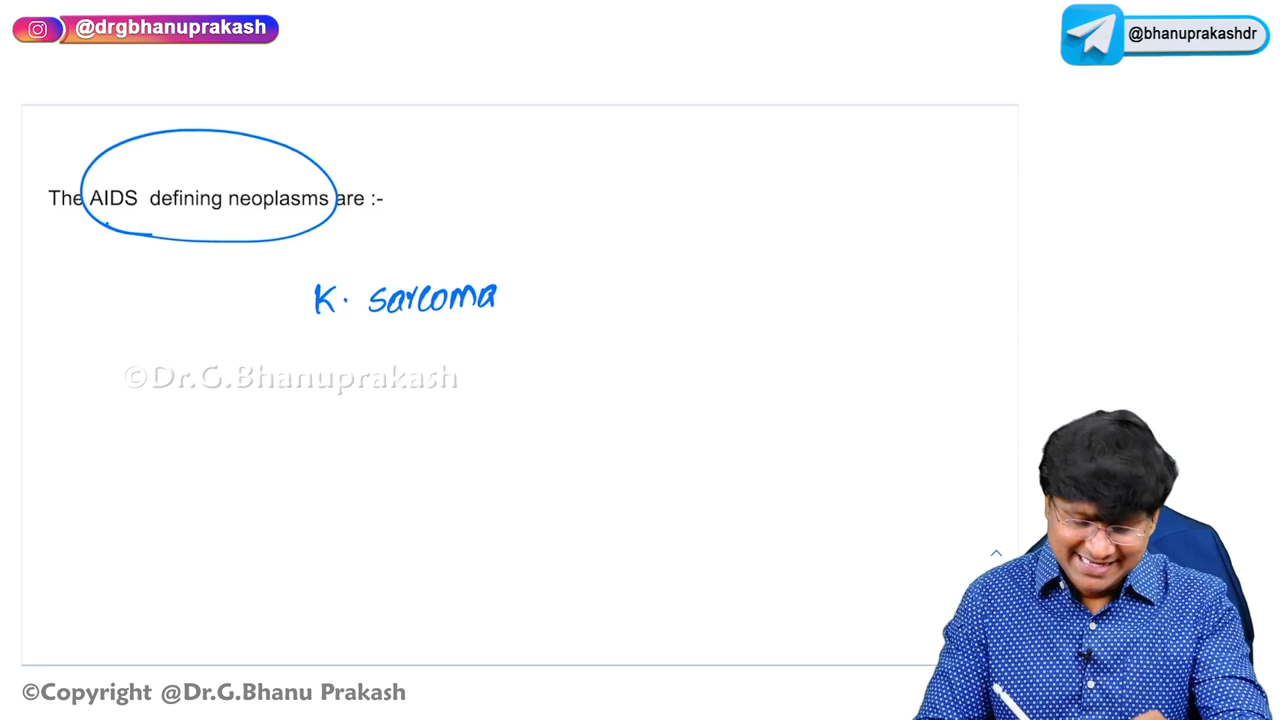 @drgbhanuprakash
@bhanuprakashdr
The AIDS defining neoplasms are :-
K. sarcoma
©Dr.G.Bhanuprakash
©Copyright @Dr.G.Bhanu Prakash